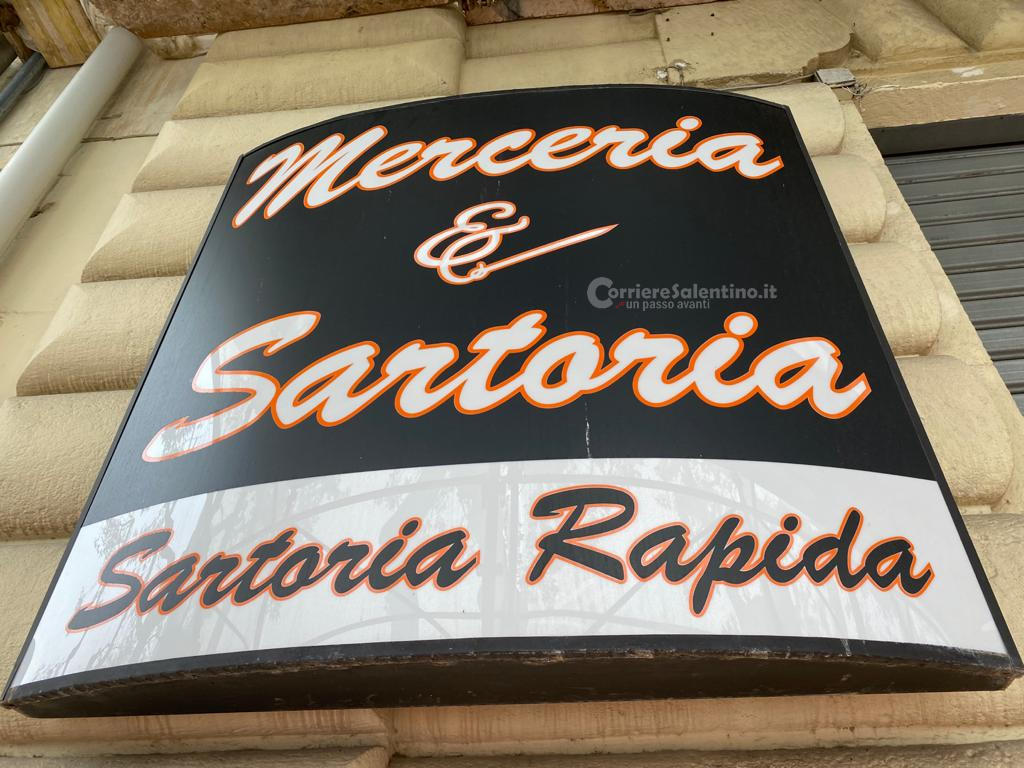 Merceria
&
CorriereSalentino.it
un passo avanti
Sartoria
Sartoria Rapida